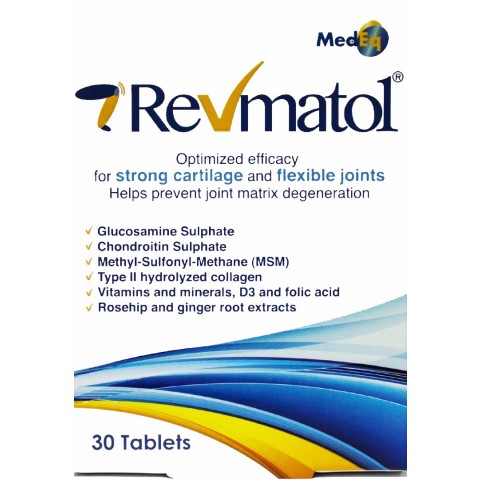 MedEq
Revmatol®
Optimized efficacy
for strong cartilage and flexible joints
Helps prevent joint matrix degeneration
Glucosamine Sulphate
Chondroitin Sulphate
Methyl-Sulfonyl-Methane (MSM)
Type II hydrolyzed collagen
Vitamins and minerals, D3 and folic acid
Rosehip and ginger root extracts
30 Tablets